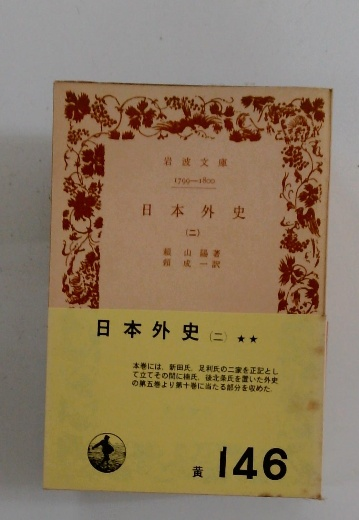 岩波文庫
1799—1800
日本外史
(二)
頼山陽著
頼成一訳
日本外史(二)★★
本巻には，新田氏，足利氏の二家を正記とし
て立てその間に楠氏，後北条氏を置いた外史
の第五巻より第十巻に当たる部分を収めた．
黄 146